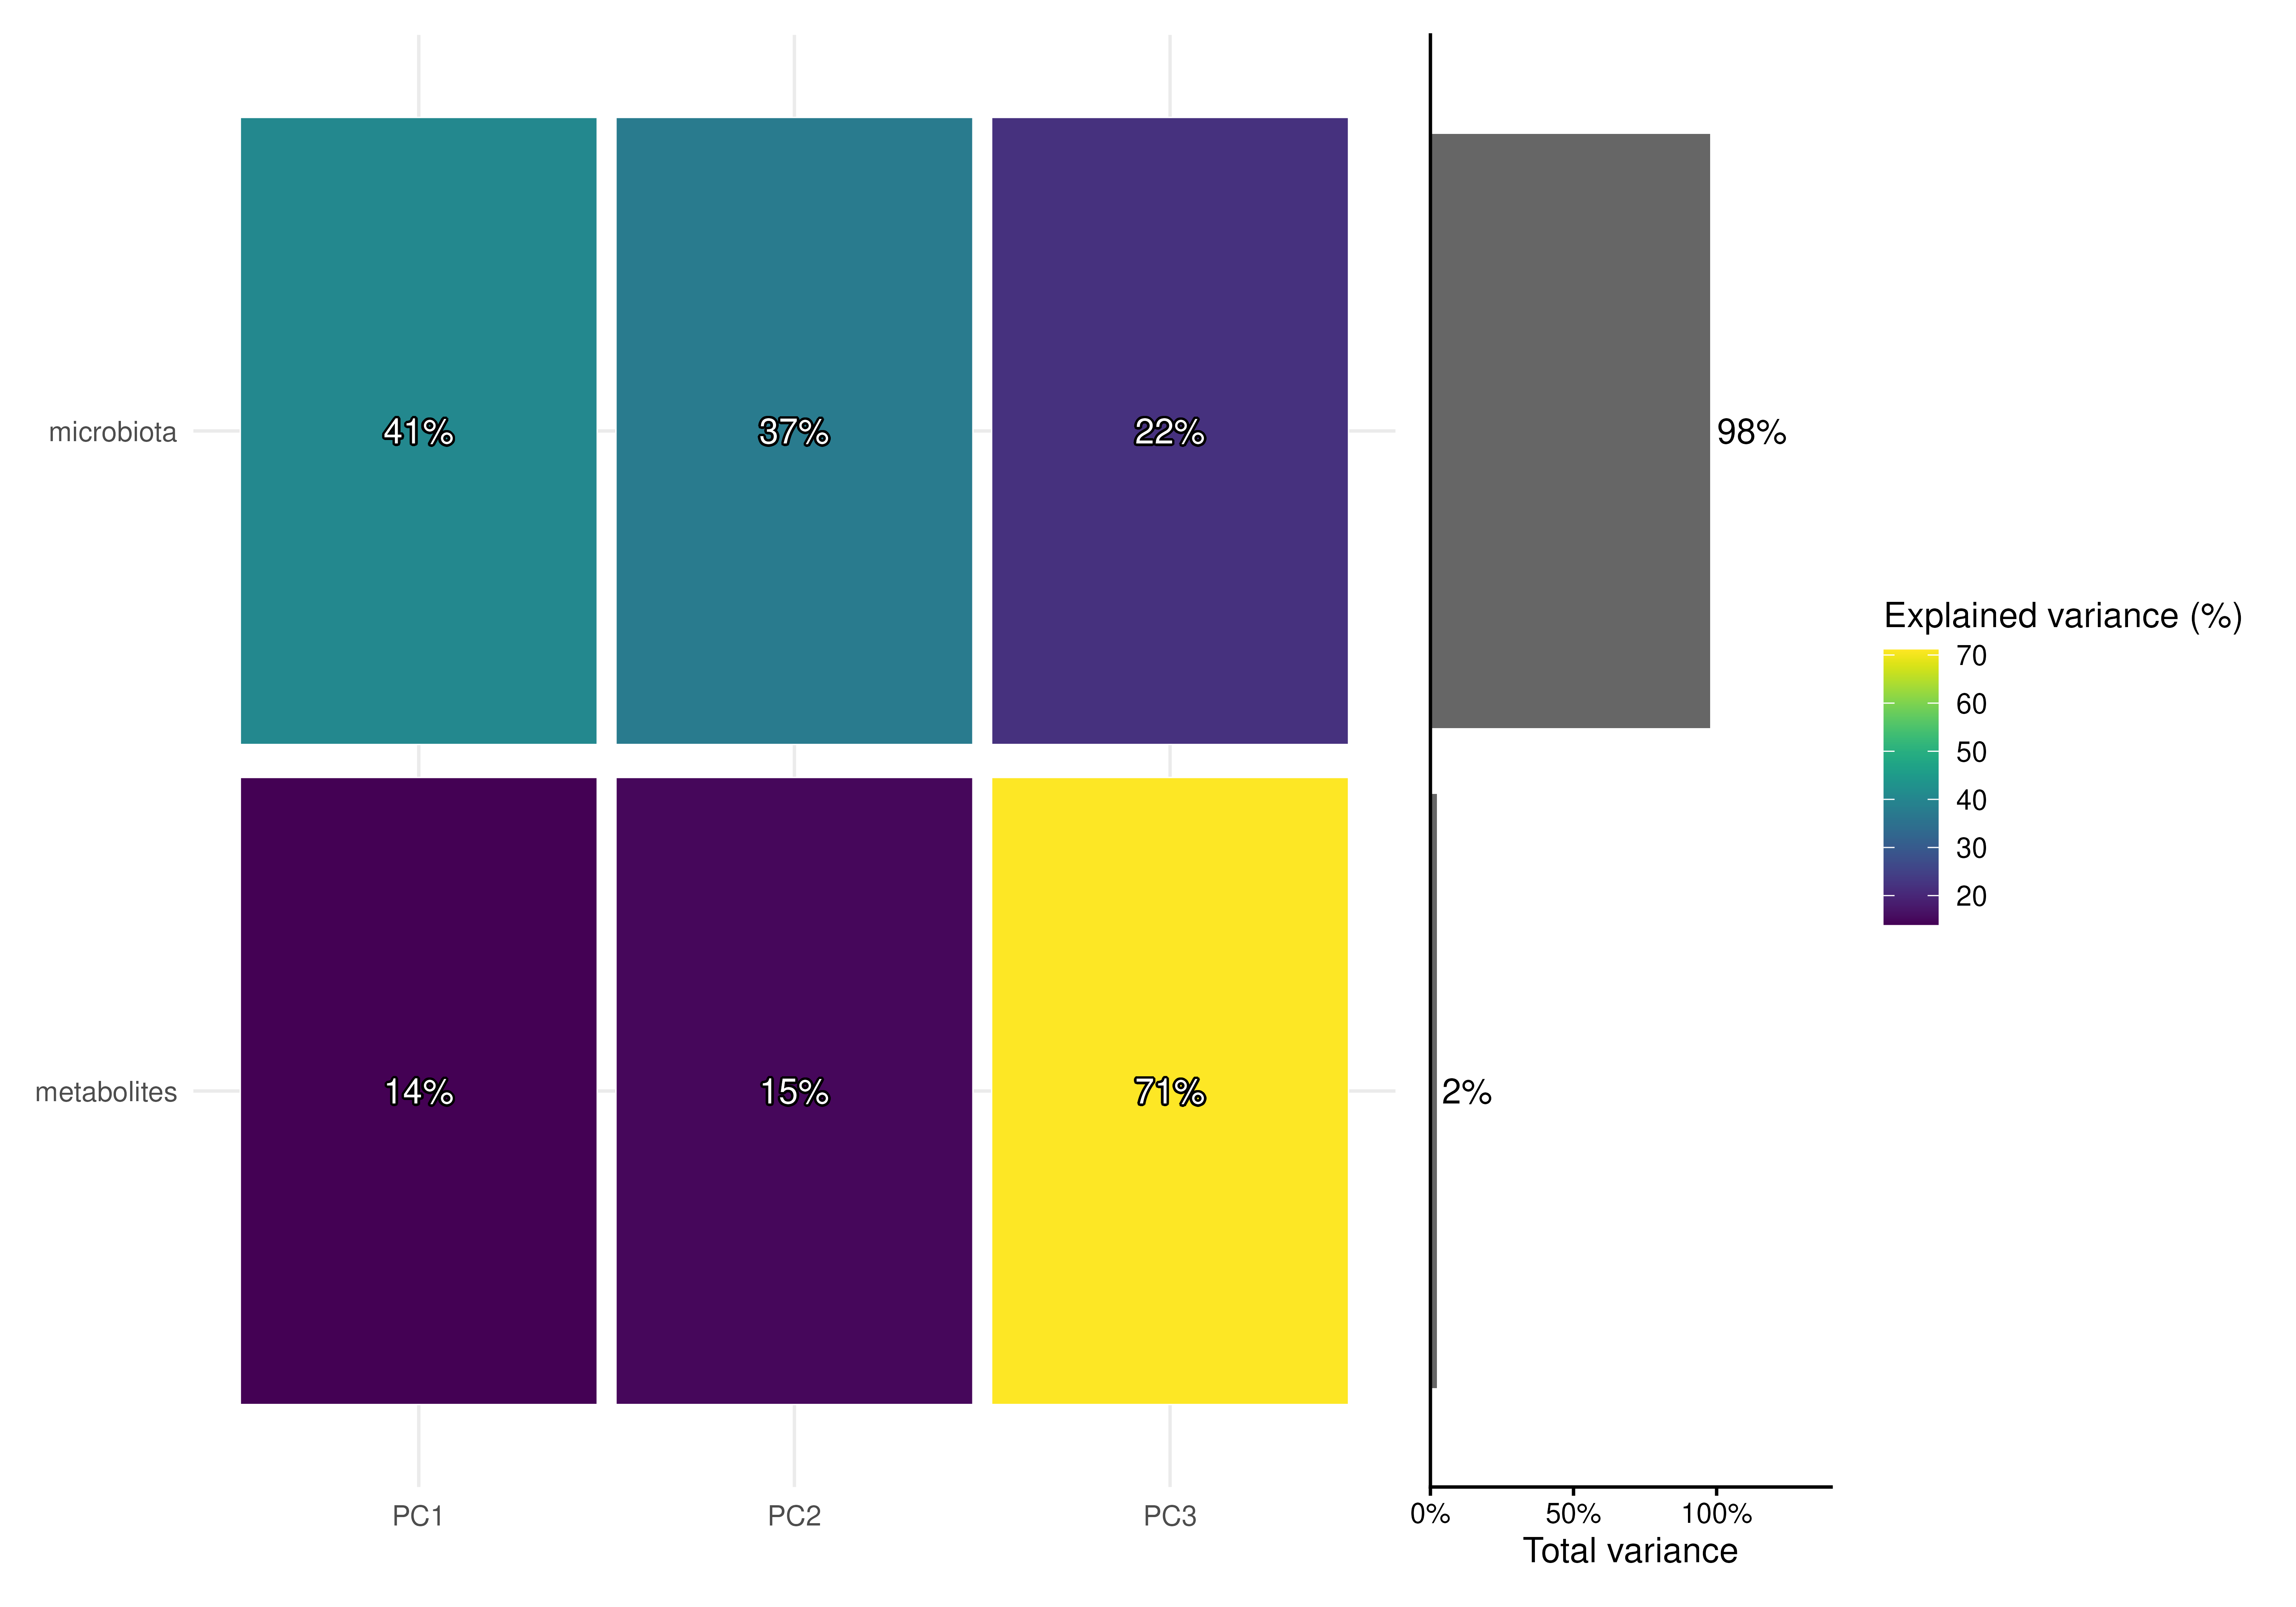 microbiota
41%
37%
22%
98%
metabolites
14%
15%
71%
2%
PC1
PC2
PC3
0%
50%
100%
Total variance
Explained variance (%)
70
60
50
40
30
20